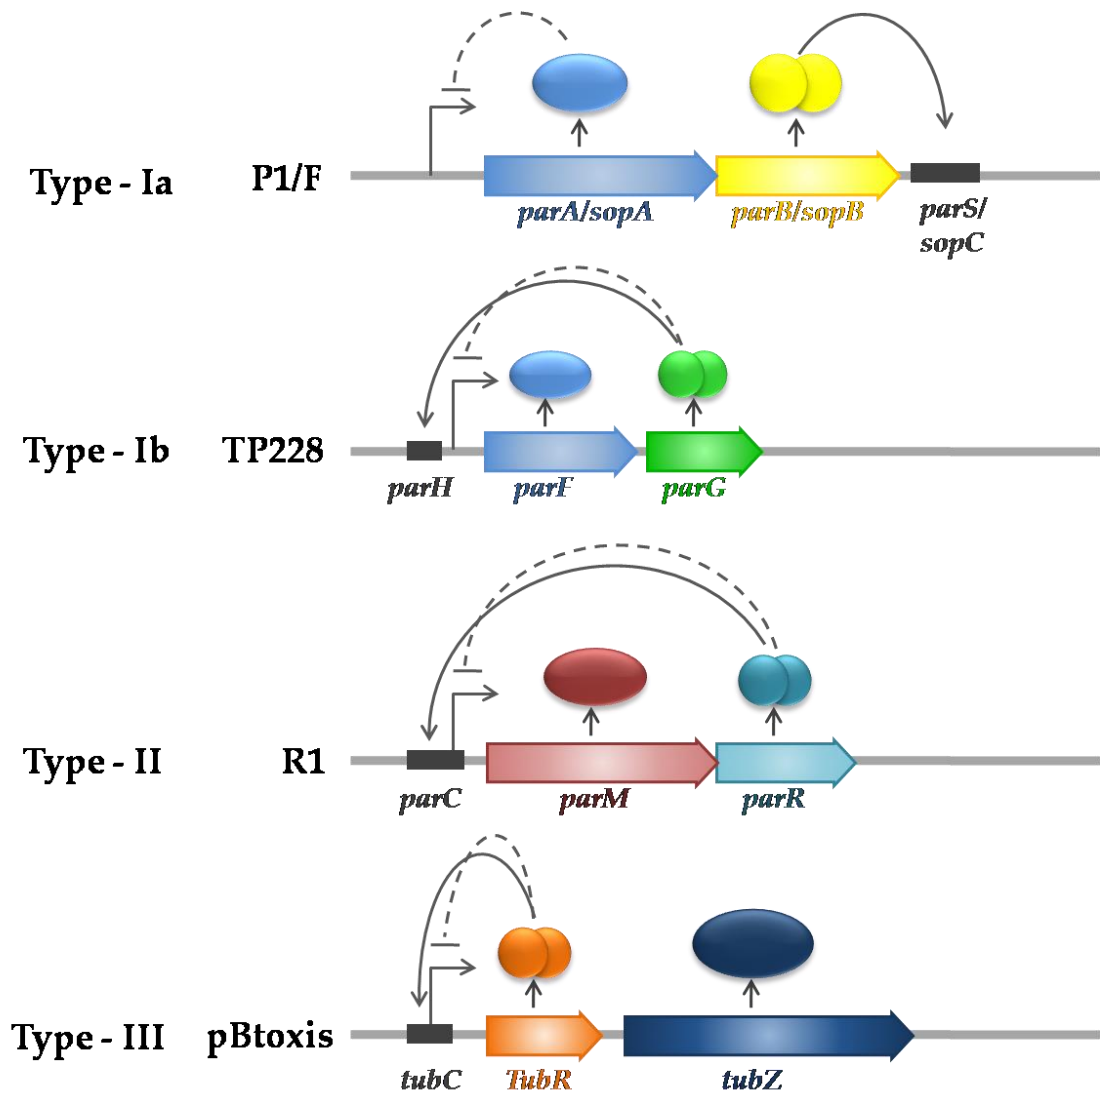 Type - Ia P1/F
parA/sopA parB/sopB parS/
sopC
Type - Ib TP228
parH parF parG
Type - II R1
parC parM parR
Type - III pBtoxis
tubC TubR tubZ